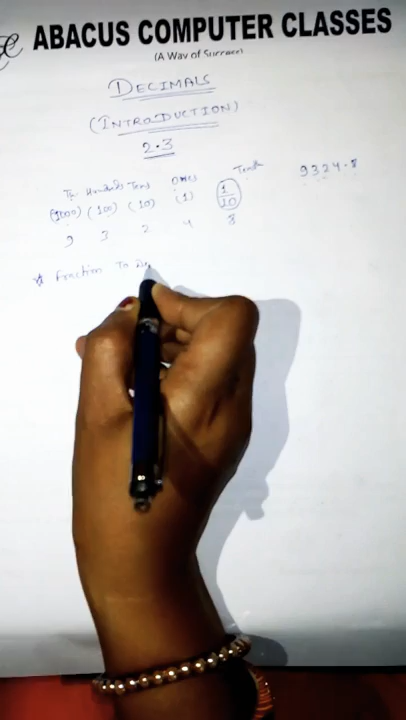 ABACUS COMPUTER CLASSES
(A Way of Success)
DECIMALS
(INTRODUCTION)
2.3
Th. Hundreds Tens Ones Tenth 9324.8
(1000) (100) (10) (1) 1/10
9 3 2 4 8
Fraction To De